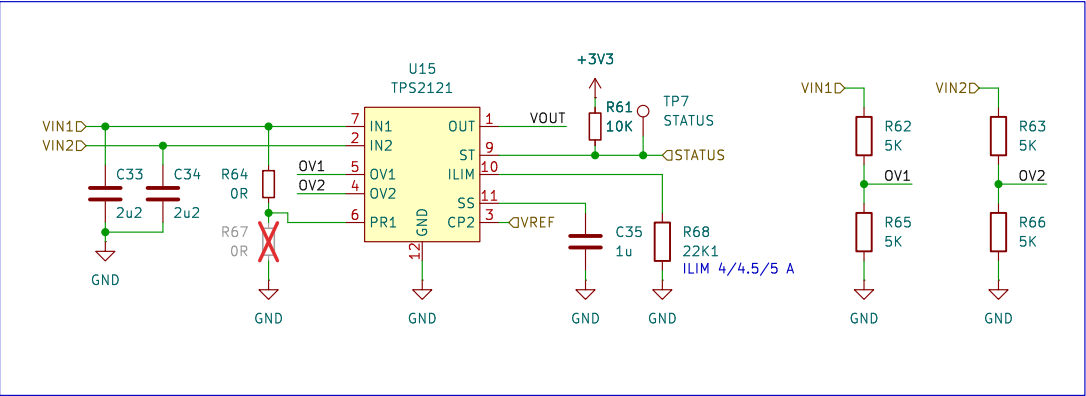 U15
TPS2121
+3V3
VIN1
VIN2
7 IN1
2 IN2
5 OV1
4 OV2
6 PR1
OUT 1
ST 9
ILIM 10
SS 11
CP2 3
GND
12
VOUT
R61
10K
TP7
STATUS
STATUS
OV1
OV2
VREF
C33
2u2
C34
2u2
GND
R64
0R
R67
0R
GND
GND
C35
1u
GND
R68
22K1
ILIM 4/4.5/5 A
GND
VIN1
R62
5K
OV1
R65
5K
GND
VIN2
R63
5K
OV2
R66
5K
GND